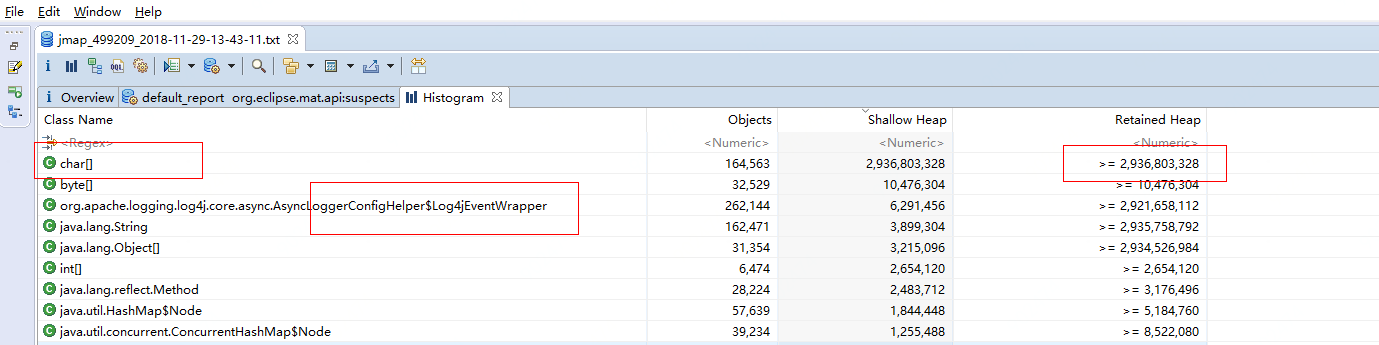 File Edit Window Help
jmap_499209_2018-11-29-13-43-11.txt
i Overview default_report org.eclipse.mat.api:suspects Histogram
Class Name Objects Shallow Heap Retained Heap
<Regex> <Numeric> <Numeric> <Numeric>
char[] 164,563 2,936,803,328 >= 2,936,803,328
byte[] 32,529 10,476,304 >= 10,476,304
org.apache.logging.log4j.core.async.AsyncLoggerConfigHelper$Log4jEventWrapper 262,144 6,291,456 >= 2,921,658,112
java.lang.String 162,471 3,899,304 >= 2,935,758,792
java.lang.Object[] 31,354 3,215,096 >= 2,934,526,984
int[] 6,474 2,654,120 >= 2,654,120
java.lang.reflect.Method 28,224 2,483,712 >= 3,176,496
java.util.HashMap$Node 57,639 1,844,448 >= 5,184,760
java.util.concurrent.ConcurrentHashMap$Node 39,234 1,255,488 >= 8,522,080